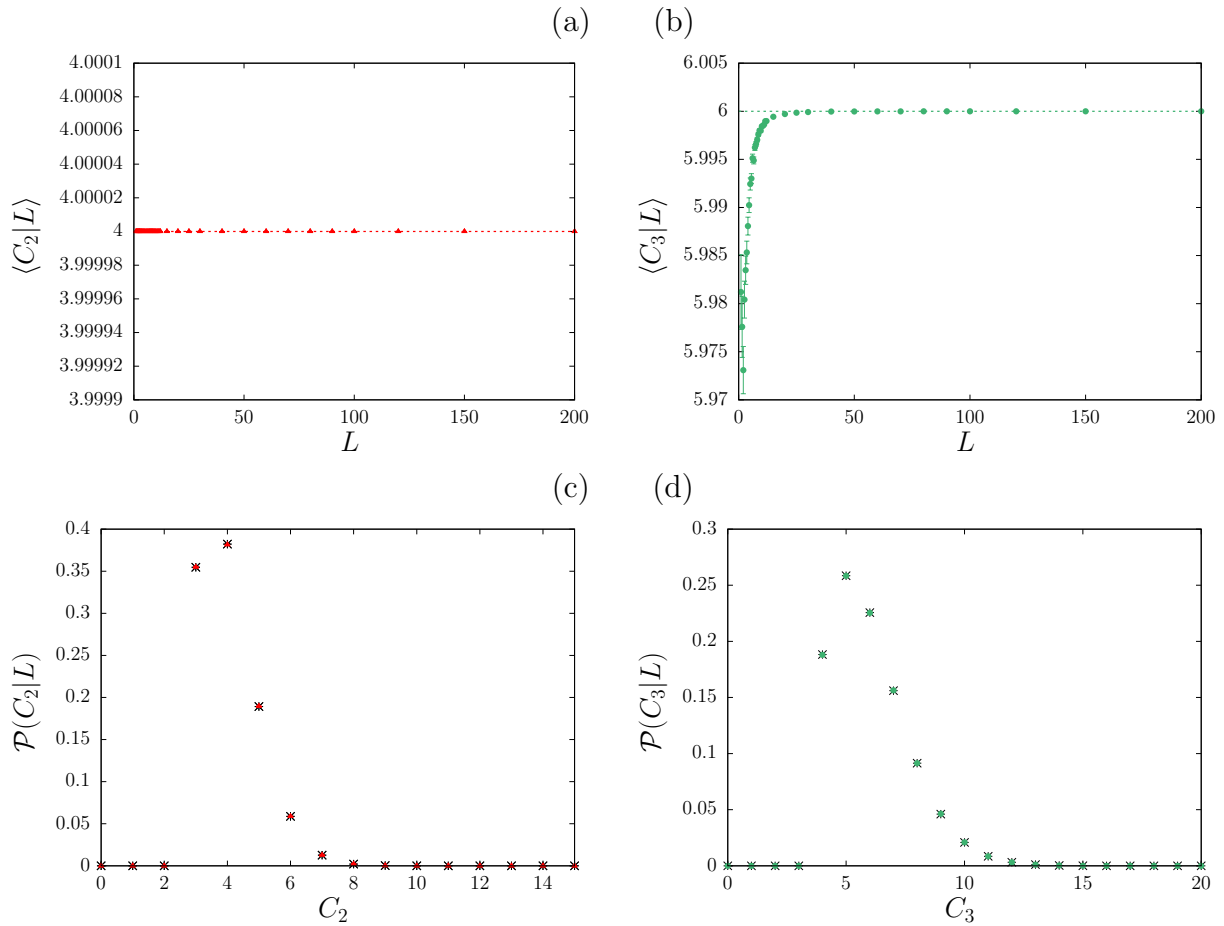 (a)
4.0001
4.00008
4.00006
4.00004
4.00002
4
3.99998
3.99996
3.99994
3.99992
3.9999
⟨C₂|L⟩
0 50 100 150 200
L
(b)
6.005
6
5.995
5.99
5.985
5.98
5.975
5.97
⟨C₃|L⟩
0 50 100 150 200
L
(c)
0.4
0.35
0.3
0.25
0.2
0.15
0.1
0.05
0
𝒫(C₂|L)
0 2 4 6 8 10 12 14
C₂
(d)
0.3
0.25
0.2
0.15
0.1
0.05
0
𝒫(C₃|L)
0 5 10 15 20
C₃